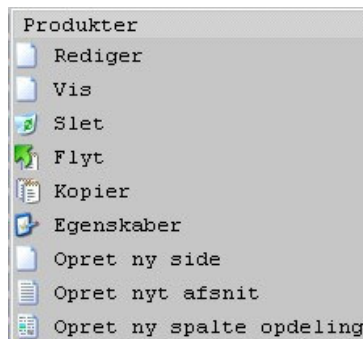 Produkter
Rediger
Vis
Slet
Flyt
Kopier
Egenskaber
Opret ny side
Opret nyt afsnit
Opret ny spalte opdeling